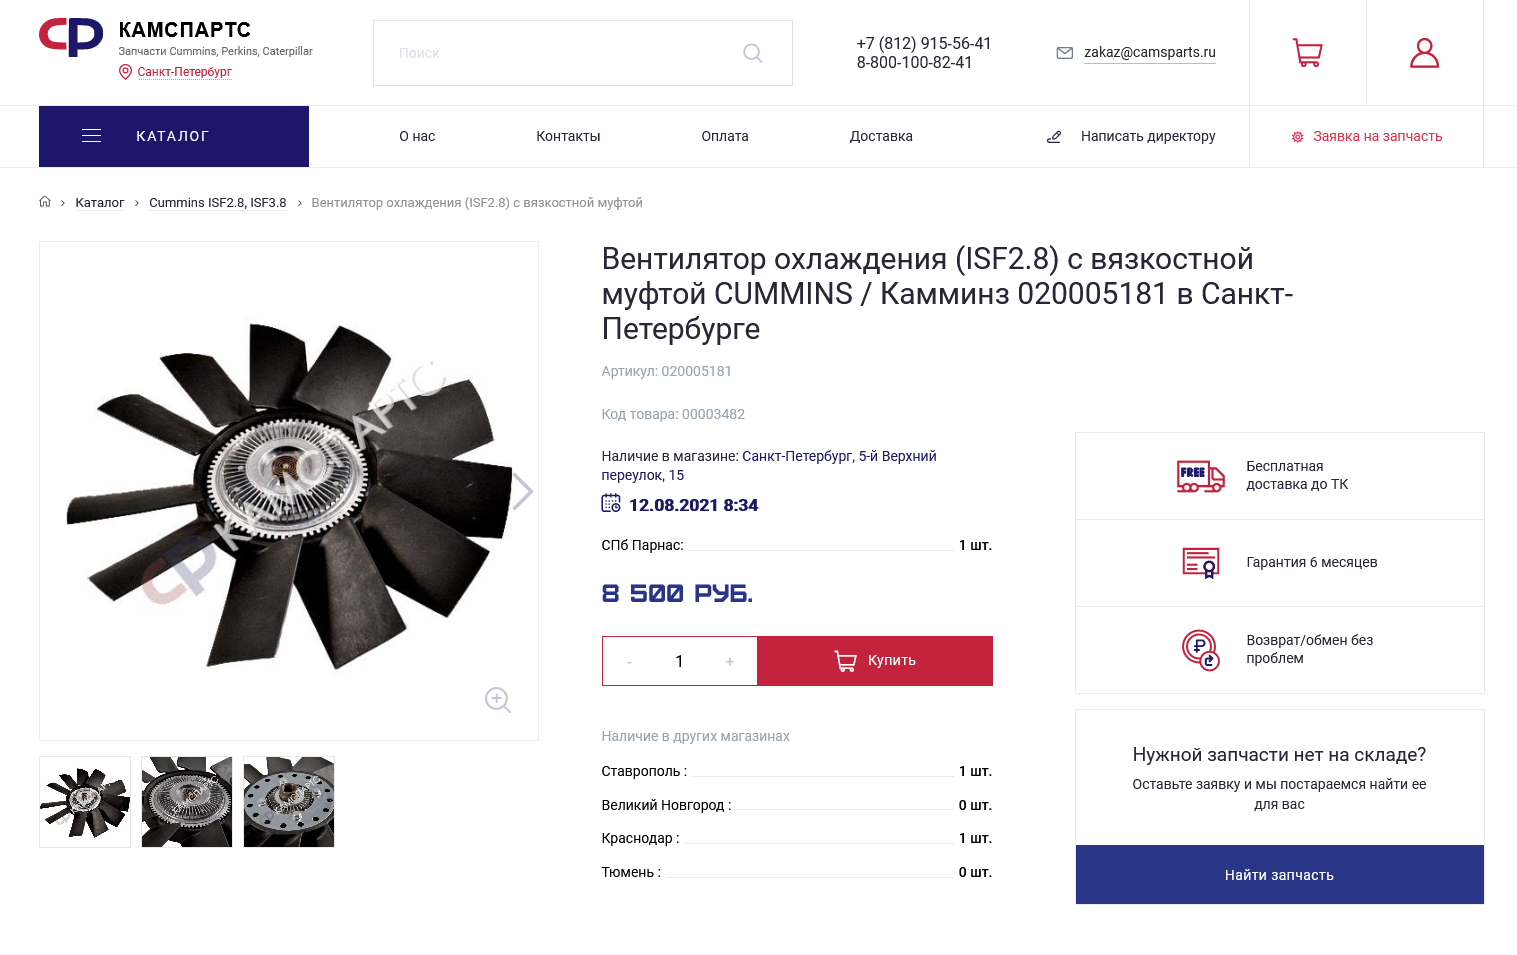 КАМСПАРТС
Запчасти Cummins, Perkins, Caterpillar
Санкт-Петербург
Поиск
+7 (812) 915-56-41
8-800-100-82-41
zakaz@camsparts.ru
КАТАЛОГ
О нас
Контакты
Оплата
Доставка
Написать директору
Заявка на запчасть
Каталог › Cummins ISF2.8, ISF3.8 › Вентилятор охлаждения (ISF2.8) с вязкостной муфтой
КАМСПАРТС
Вентилятор охлаждения (ISF2.8) с вязкостной
муфтой CUMMINS / Камминз 020005181 в Санкт-
Петербурге
Артикул: 020005181
Код товара: 00003482
Наличие в магазине: Санкт-Петербург, 5-й Верхний
переулок, 15
12.08.2021 8:34
СПб Парнас: 1 шт.
8 500 РУБ.
- 1 +
Купить
Наличие в других магазинах
Ставрополь : 1 шт.
Великий Новгород : 0 шт.
Краснодар : 1 шт.
Тюмень : 0 шт.
FREE
Бесплатная
доставка до ТК
Гарантия 6 месяцев
Возврат/обмен без
проблем
Нужной запчасти нет на складе?
Оставьте заявку и мы постараемся найти ее
для вас
Найти запчасть